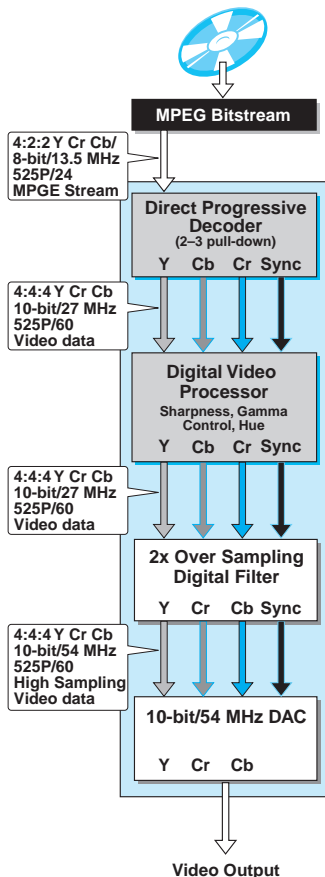 MPEG Bitstream
4:2:2 Y Cr Cb/
8-bit/13.5 MHz
525P/24
MPGE Stream
Direct Progressive
Decoder
(2–3 pull-down)
Y Cb Cr Sync
4:4:4 Y Cr Cb
10-bit/27 MHz
525P/60
Video data
Digital Video
Processor
Sharpness, Gamma
Control, Hue
Y Cb Cr Sync
4:4:4 Y Cr Cb
10-bit/27 MHz
525P/60
Video data
2x Over Sampling
Digital Filter
Y Cr Cb Sync
4:4:4 Y Cr Cb
10-bit/54 MHz
525P/60
High Sampling
Video data
10-bit/54 MHz DAC
Y Cr Cb
Video Output